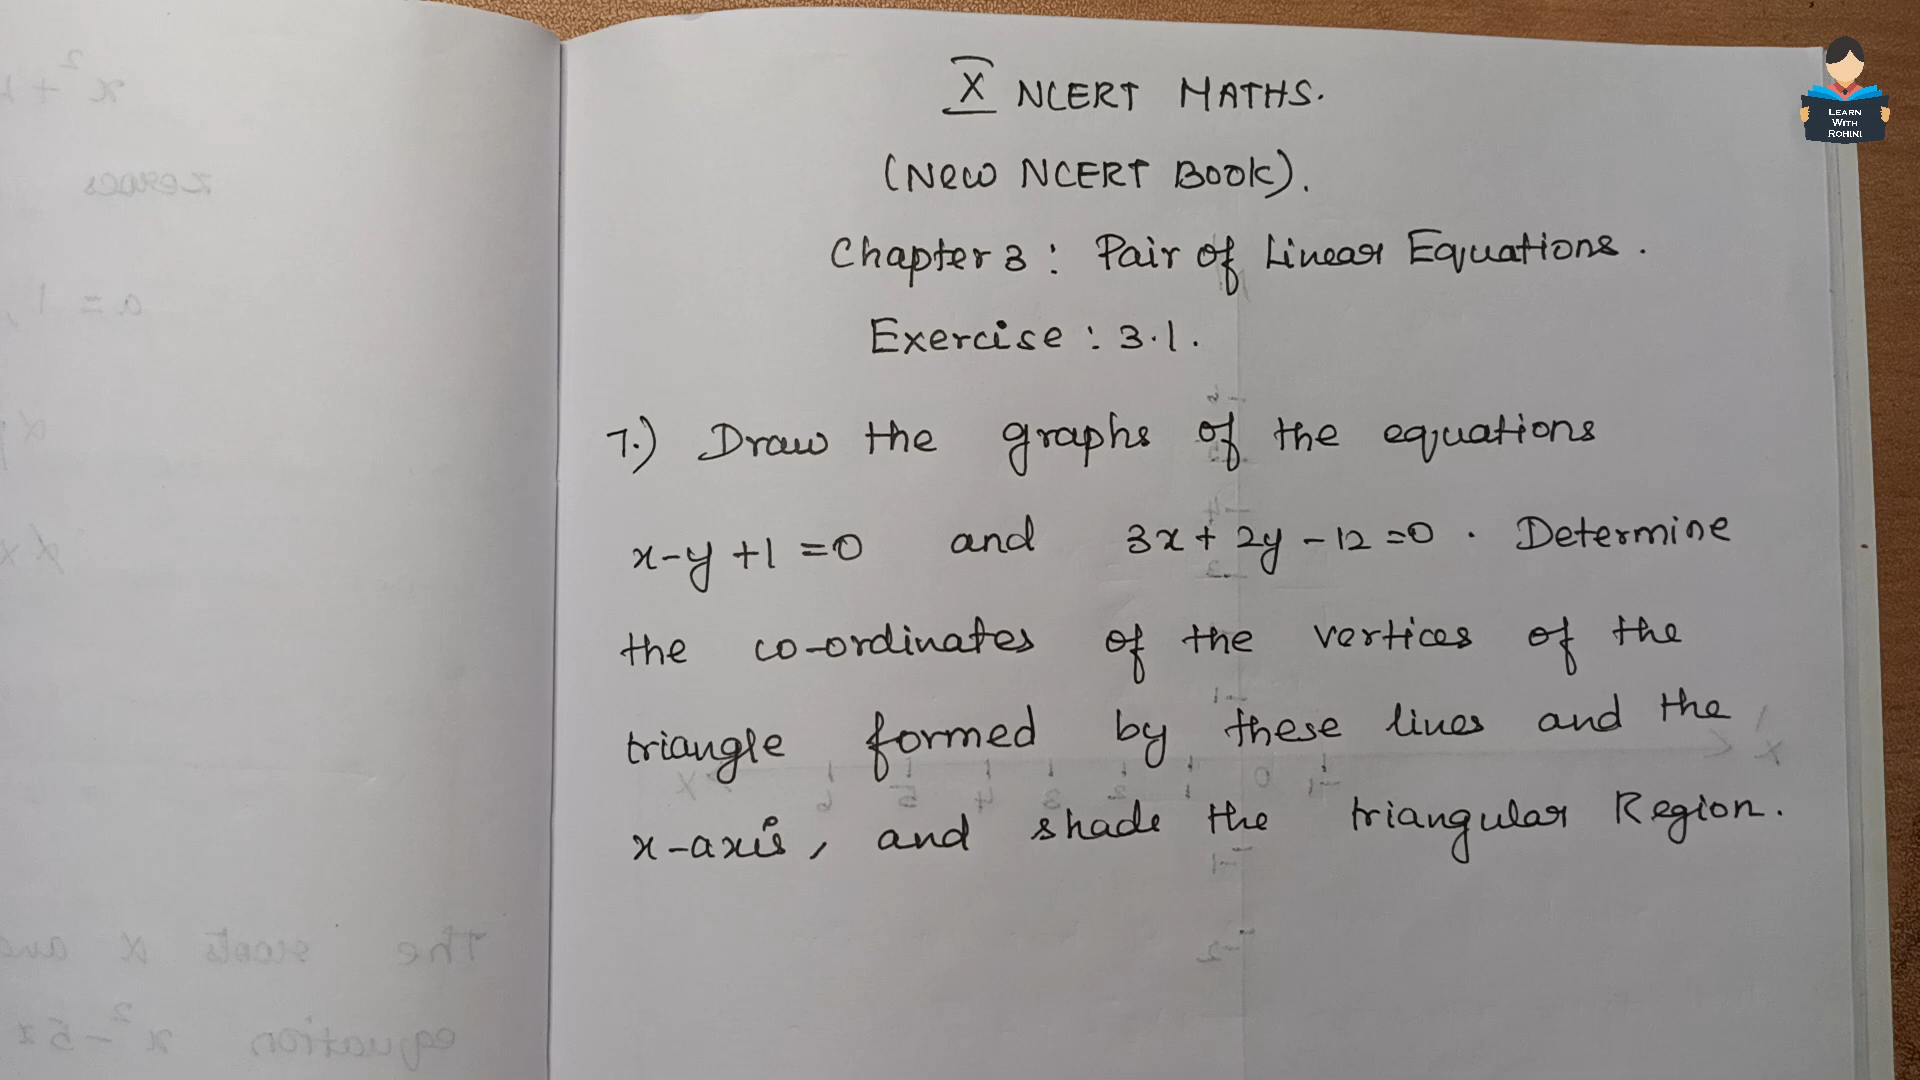 X NCERT MATHS.
(New NCERT Book).
Chapter 3 : Pair of Linear Equations.
Exercise : 3.1.
7.) Draw the graphs of the equations
x-y+1=0 and 3x+2y-12=0. Determine
the co-ordinates of the vertices of the
triangle formed by these lines and the
x-axis, and shade the triangular Region.
LEARN
WITH
ROHINI